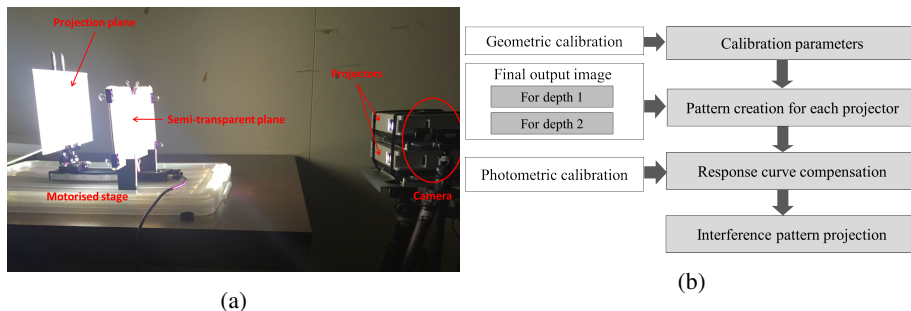 Projection plane
Projectors
Semi-transparent plane
Motorised stage
Camera
(a)
Geometric calibration
Calibration parameters
Final output image
For depth 1
For depth 2
Pattern creation for each projector
Photometric calibration
Response curve compensation
Interference pattern projection
(b)